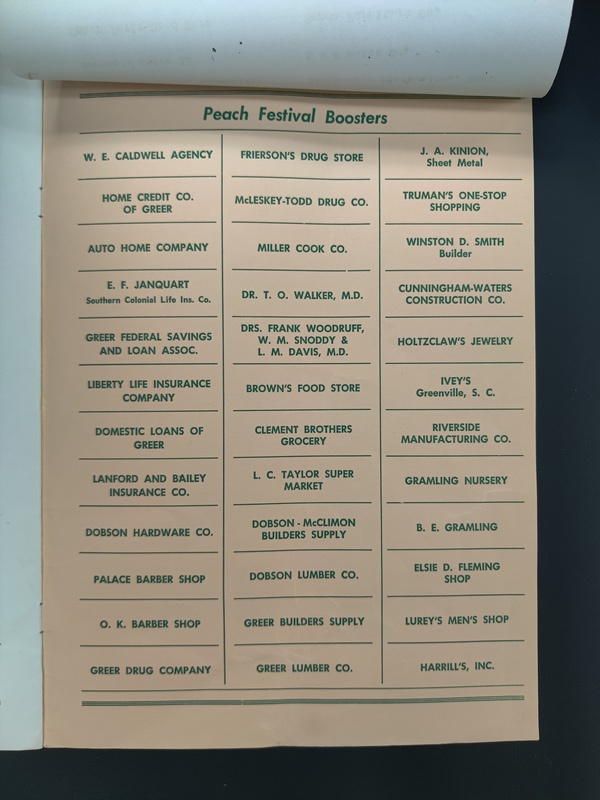 Peach Festival Boosters
W. E. CALDWELL AGENCY
HOME CREDIT CO.
OF GREER
AUTO HOME COMPANY
E. F. JANQUART
Southern Colonial Life Ins. Co.
GREER FEDERAL SAVINGS
AND LOAN ASSOC.
LIBERTY LIFE INSURANCE
COMPANY
DOMESTIC LOANS OF
GREER
LANFORD AND BAILEY
INSURANCE CO.
DOBSON HARDWARE CO.
PALACE BARBER SHOP
O. K. BARBER SHOP
GREER DRUG COMPANY
FRIERSON'S DRUG STORE
McLESKEY-TODD DRUG CO.
MILLER COOK CO.
DR. T. O. WALKER, M.D.
DRS. FRANK WOODRUFF,
W. M. SNODDY &
L. M. DAVIS, M.D.
BROWN'S FOOD STORE
CLEMENT BROTHERS
GROCERY
L. C. TAYLOR SUPER
MARKET
DOBSON - McCLIMON
BUILDERS SUPPLY
DOBSON LUMBER CO.
GREER BUILDERS SUPPLY
GREER LUMBER CO.
J. A. KINION,
Sheet Metal
TRUMAN'S ONE-STOP
SHOPPING
WINSTON D. SMITH
Builder
CUNNINGHAM-WATERS
CONSTRUCTION CO.
HOLTZCLAW'S JEWELRY
IVEY'S
Greenville, S. C.
RIVERSIDE
MANUFACTURING CO.
GRAMLING NURSERY
B. E. GRAMLING
ELSIE D. FLEMING
SHOP
LUREY'S MEN'S SHOP
HARRILL'S, INC.